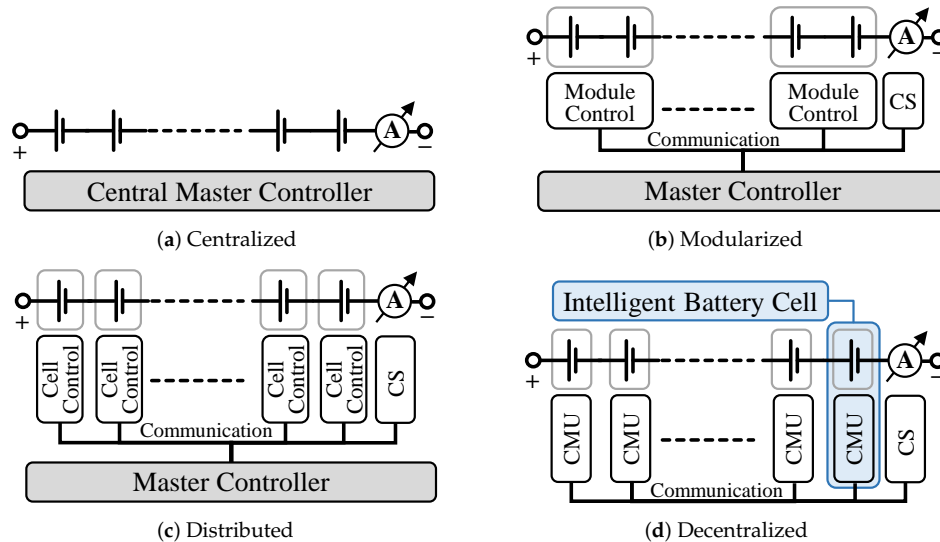 A
+
−
Central Master Controller
(a) Centralized
A
+
−
Module
Control
Module
Control
CS
Communication
Master Controller
(b) Modularized
A
+
−
Cell
Control
Cell
Control
Cell
Control
Cell
Control
CS
Communication
Master Controller
(c) Distributed
Intelligent Battery Cell
A
+
−
CMU
CMU
CMU
CMU
CS
Communication
(d) Decentralized